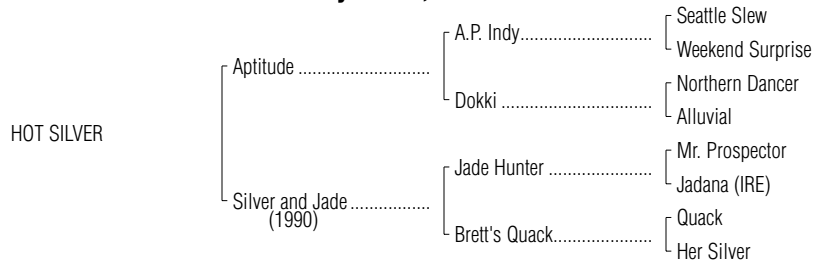 Seattle Slew
A.P. Indy..............................
Weekend Surprise
Aptitude ...........................
Northern Dancer
Dokki ..................................
Alluvial
HOT SILVER
Mr. Prospector
Jade Hunter .......................
Jadana (IRE)
Silver and Jade ................
(1990)
Quack
Brett's Quack......................
Her Silver